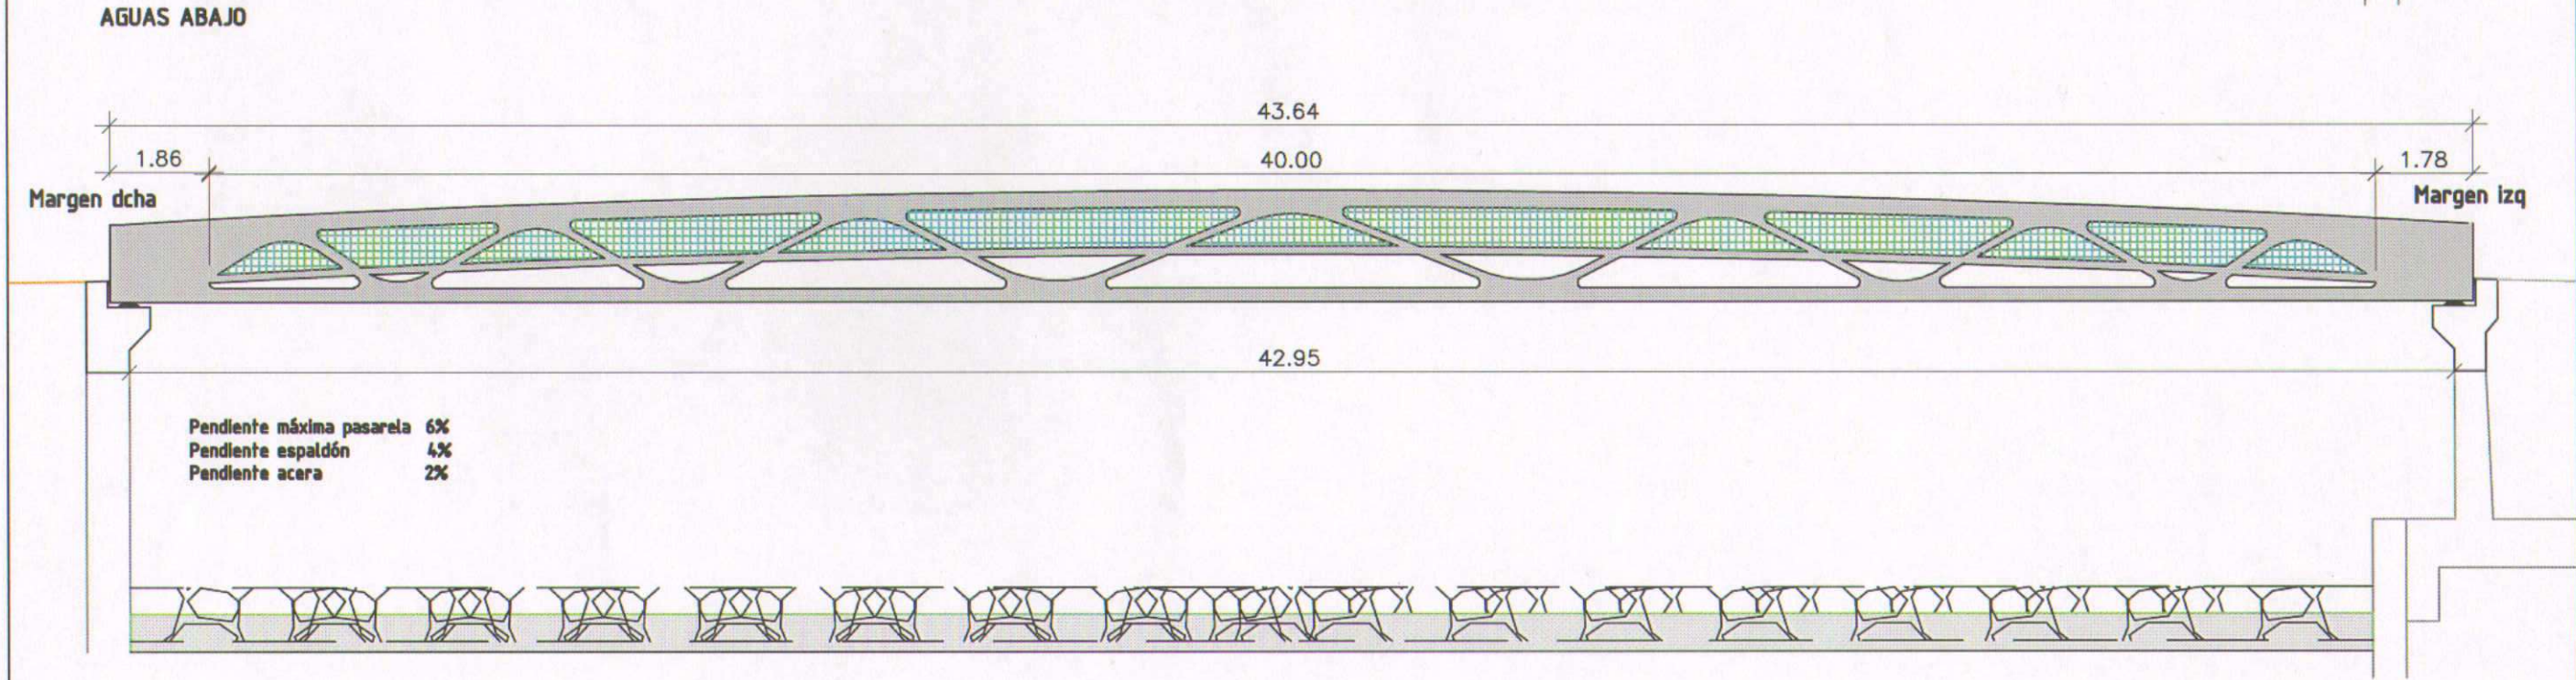 AGUAS ABAJO
43.64
1.86
40.00
1.78
Margen dcha
Margen izq
42.95
Pendiente máxima pasarela 6%
Pendiente espaldón 4%
Pendiente acera 2%